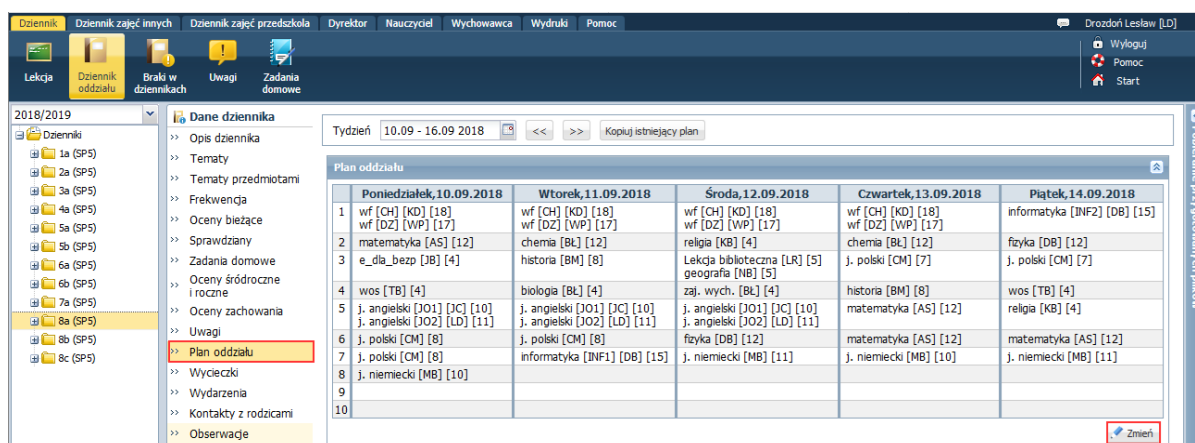 Dziennik Dziennik zajęć innych Dziennik zajęć przedszkola Dyrektor Nauczyciel Wychowawca Wydruki Pomoc Drozdoń Lesław [LD]
Lekcja
Dziennik oddziału
Braki w dziennikach
Uwagi
Zadania domowe
Wyloguj
Pomoc
Start
2018/2019
Dzienniki
1a (SP5)
2a (SP5)
3a (SP5)
4a (SP5)
5a (SP5)
5b (SP5)
6a (SP5)
6b (SP5)
7a (SP5)
8a (SP5)
8b (SP5)
8c (SP5)
Dane dziennika
>> Opis dziennika
>> Tematy
>> Tematy przedmiotami
>> Frekwencja
>> Oceny bieżące
>> Sprawdziany
>> Zadania domowe
>> Oceny śródroczne
i roczne
>> Oceny zachowania
>> Uwagi
>> Plan oddziału
>> Wycieczki
>> Wydarzenia
>> Kontakty z rodzicami
>> Obserwacje
Tydzień 10.09 - 16.09 2018 << >> Kopiuj istniejący plan
Plan oddziału
Poniedziałek,10.09.2018 Wtorek,11.09.2018 Środa,12.09.2018 Czwartek,13.09.2018 Piątek,14.09.2018
1 wf [CH] [KD] [18] wf [CH] [KD] [18] wf [CH] [KD] [18] wf [CH] [KD] [18] informatyka [INF2] [DB] [15]
wf [DZ] [WP] [17] wf [DZ] [WP] [17] wf [DZ] [WP] [17] wf [DZ] [WP] [17]
2 matematyka [AS] [12] chemia [BŁ] [12] religia [KB] [4] chemia [BŁ] [12] fizyka [DB] [12]
3 e_dla_bezp [JB] [4] historia [BM] [8] Lekcja biblioteczna [LR] [5] j. polski [CM] [7] j. polski [CM] [7]
geografia [NB] [5]
4 wos [TB] [4] biologia [BŁ] [4] zaj. wych. [BŁ] [4] historia [BM] [8] wos [TB] [4]
5 j. angielski [JO1] [JC] [10] j. angielski [JO1] [JC] [10] j. angielski [JO1] [JC] [10] matematyka [AS] [12] religia [KB] [4]
j. angielski [JO2] [LD] [11] j. angielski [JO2] [LD] [11] j. angielski [JO2] [LD] [11]
6 j. polski [CM] [8] j. polski [CM] [8] fizyka [DB] [12] matematyka [AS] [12] matematyka [AS] [12]
7 j. polski [CM] [8] informatyka [INF1] [DB] [15] j. niemiecki [MB] [11] j. niemiecki [MB] [10] j. niemiecki [MB] [11]
8 j. niemiecki [MB] [10]
9
10
Zmień